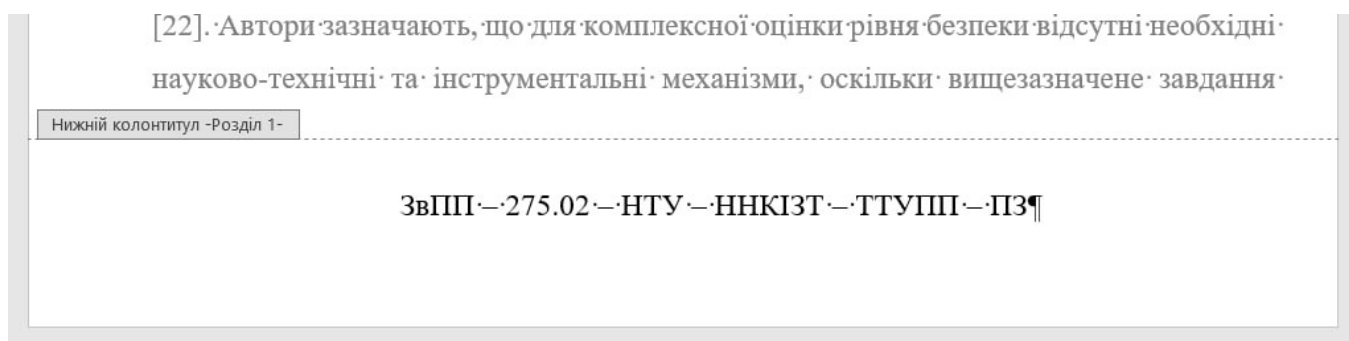 [22]. Автори зазначають, що для комплексної оцінки рівня безпеки відсутні необхідні
науково-технічні та інструментальні механізми, оскільки вищезазначене завдання
Нижній колонтитул -Розділ 1-
ЗвПП – 275.02 – НТУ – ННКІЗТ – ТТУПП – ПЗ¶